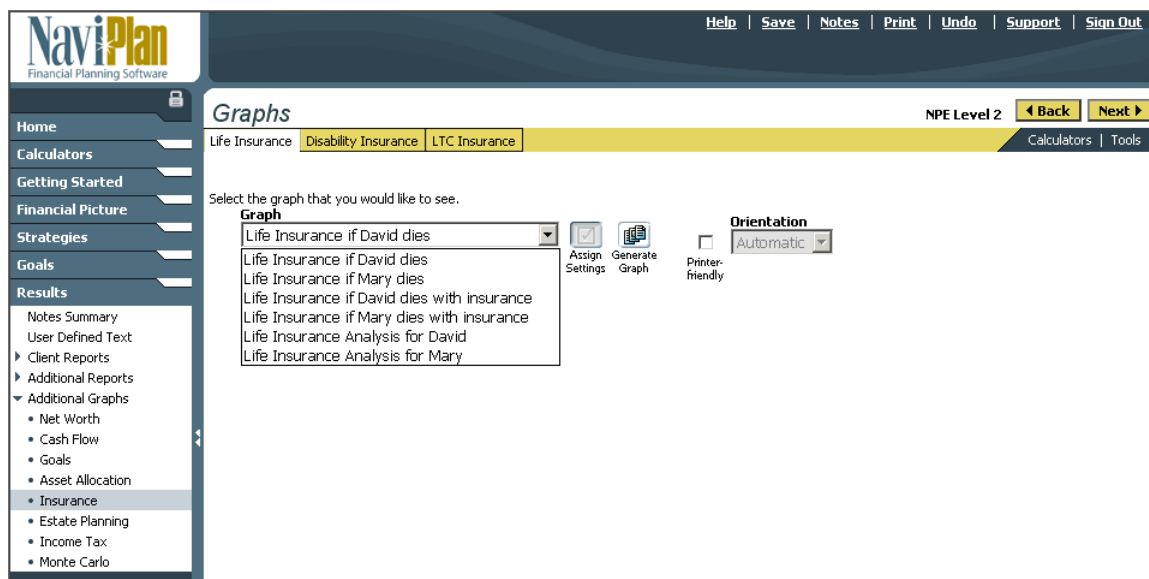 NaviPlan
Financial Planning Software
Help | Save | Notes | Print | Undo | Support | Sign Out
Home
Calculators
Getting Started
Financial Picture
Strategies
Goals
Results
Notes Summary
User Defined Text
Client Reports
Additional Reports
Additional Graphs
• Net Worth
• Cash Flow
• Goals
• Asset Allocation
• Insurance
• Estate Planning
• Income Tax
• Monte Carlo
Graphs
NPE Level 2 Back Next
Life Insurance Disability Insurance LTC Insurance
Calculators | Tools
Select the graph that you would like to see.
Graph
Life Insurance if David dies
Life Insurance if David dies
Life Insurance if Mary dies
Life Insurance if David dies with insurance
Life Insurance if Mary dies with insurance
Life Insurance Analysis for David
Life Insurance Analysis for Mary
Assign
Settings
Generate
Graph
Printer-
friendly
Orientation
Automatic